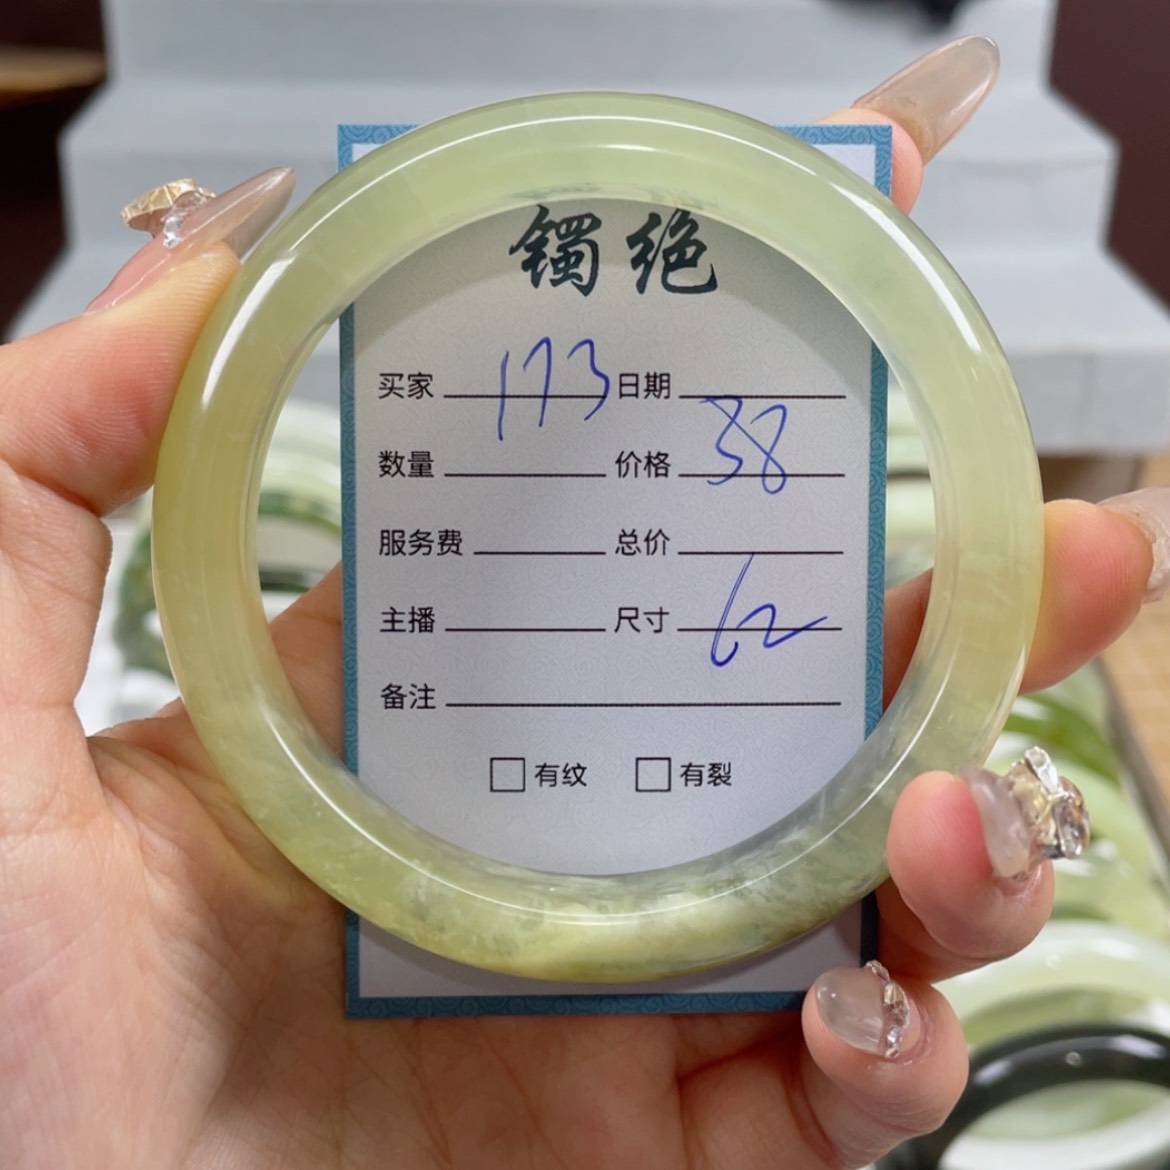 镯绝
买家 173 日期
数量 价格 38
服务费 总价
主播 尺寸 62
备注
有纹 有裂